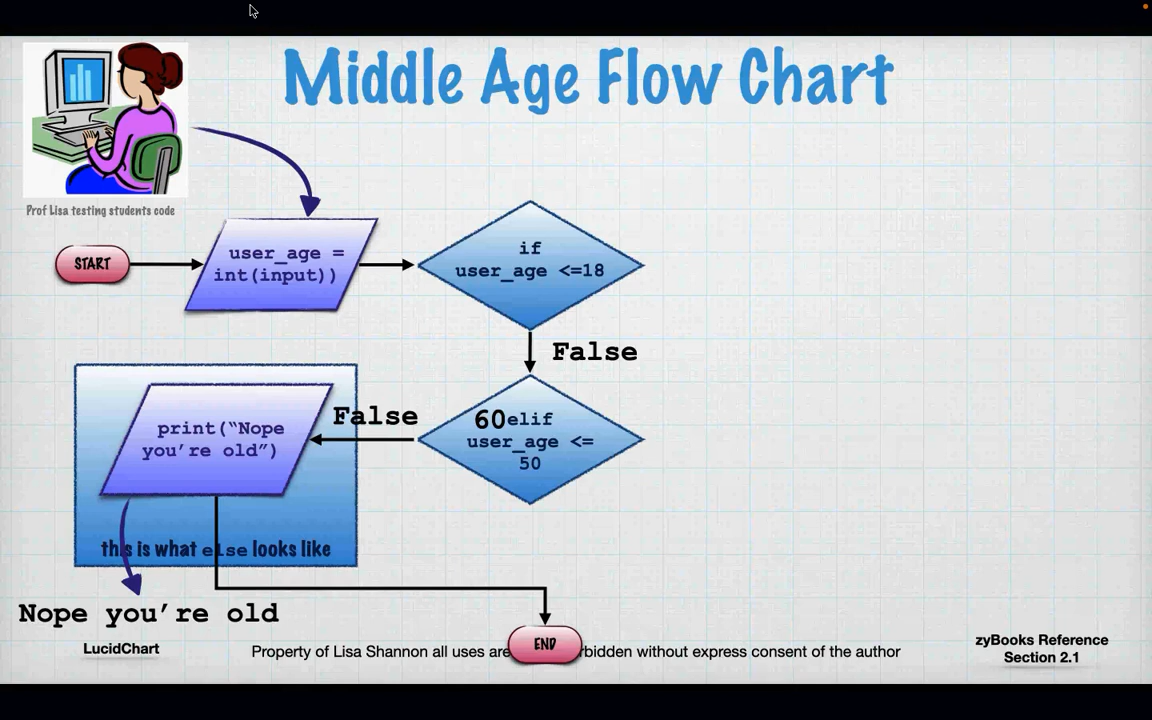 Middle Age Flow Chart
Prof Lisa testing students code
START
user_age =
int(input))
if
user_age <=18
False
60elif
user_age <=
50
False
print(“Nope
you’re old”)
this is what else looks like
Nope you’re old
LucidChart
END
Property of Lisa Shannon all uses are rbidden without express consent of the author
zyBooks Reference
Section 2.1